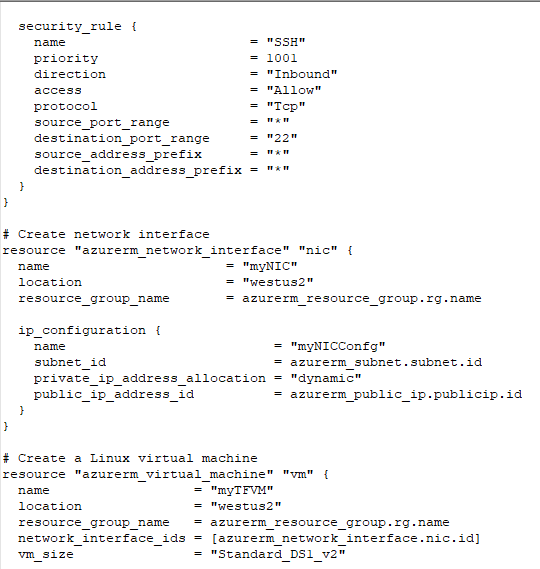 security_rule {
name = "SSH"
priority = 1001
direction = "Inbound"
access = "Allow"
protocol = "Tcp"
source_port_range = "*"
destination_port_range = "22"
source_address_prefix = "*"
destination_address_prefix = "*"
}
}
# Create network interface
resource "azurerm_network_interface" "nic" {
name = "myNIC"
location = "westus2"
resource_group_name = azurerm_resource_group.rg.name
ip_configuration {
name = "myNICConfg"
subnet_id = azurerm_subnet.subnet.id
private_ip_address_allocation = "dynamic"
public_ip_address_id = azurerm_public_ip.publicip.id
}
}
# Create a Linux virtual machine
resource "azurerm_virtual_machine" "vm" {
name = "myTFVM"
location = "westus2"
resource_group_name = azurerm_resource_group.rg.name
network_interface_ids = [azurerm_network_interface.nic.id]
vm_size = "Standard_DS1_v2"